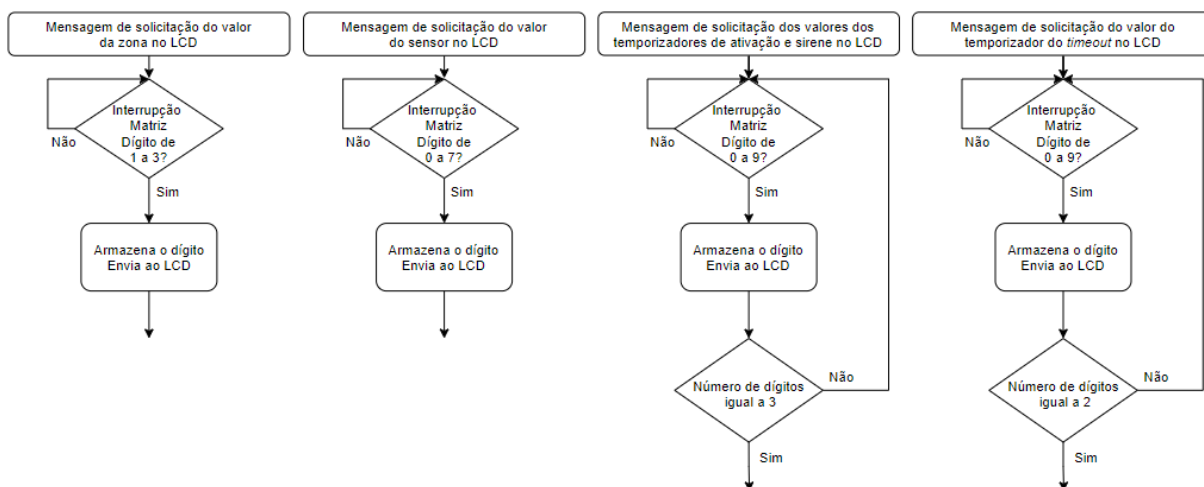 Mensagem de solicitação do valor
da zona no LCD
Interrupção
Matriz
Dígito de
1 a 3?
Não
Sim
Armazena o dígito
Envia ao LCD
Mensagem de solicitação do valor
do sensor no LCD
Interrupção
Matriz
Dígito de
0 a 7?
Não
Sim
Armazena o dígito
Envia ao LCD
Mensagem de solicitação dos valores dos
temporizadores de ativação e sirene no LCD
Interrupção
Matriz
Dígito de
0 a 9?
Não
Sim
Armazena o dígito
Envia ao LCD
Número de dígitos
igual a 3
Não
Sim
Mensagem de solicitação do valor do
temporizador do timeout no LCD
Interrupção
Matriz
Dígito de
0 a 9?
Não
Sim
Armazena o dígito
Envia ao LCD
Número de dígitos
igual a 2
Não
Sim